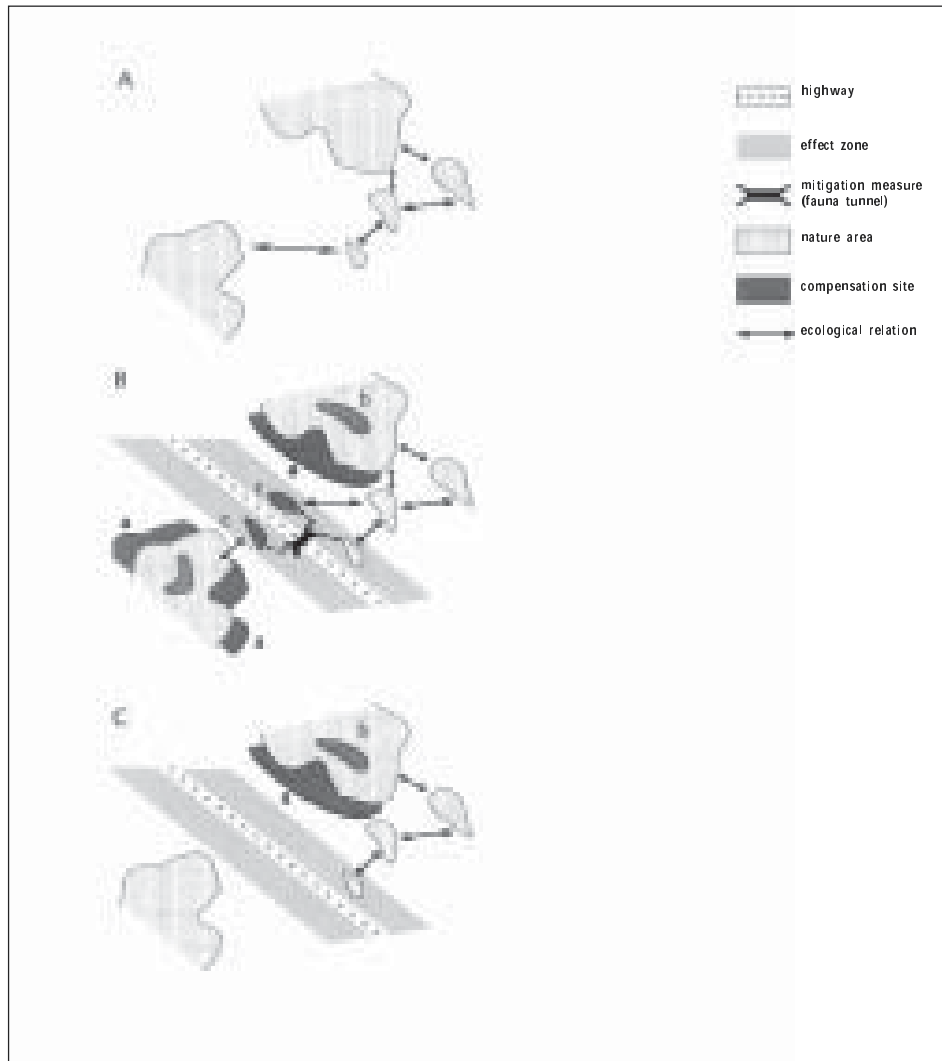 A
highway
effect zone
mitigation measure
(fauna tunnel)
nature area
compensation site
ecological relation
B
b
a
c
c
a
a
C
b
a